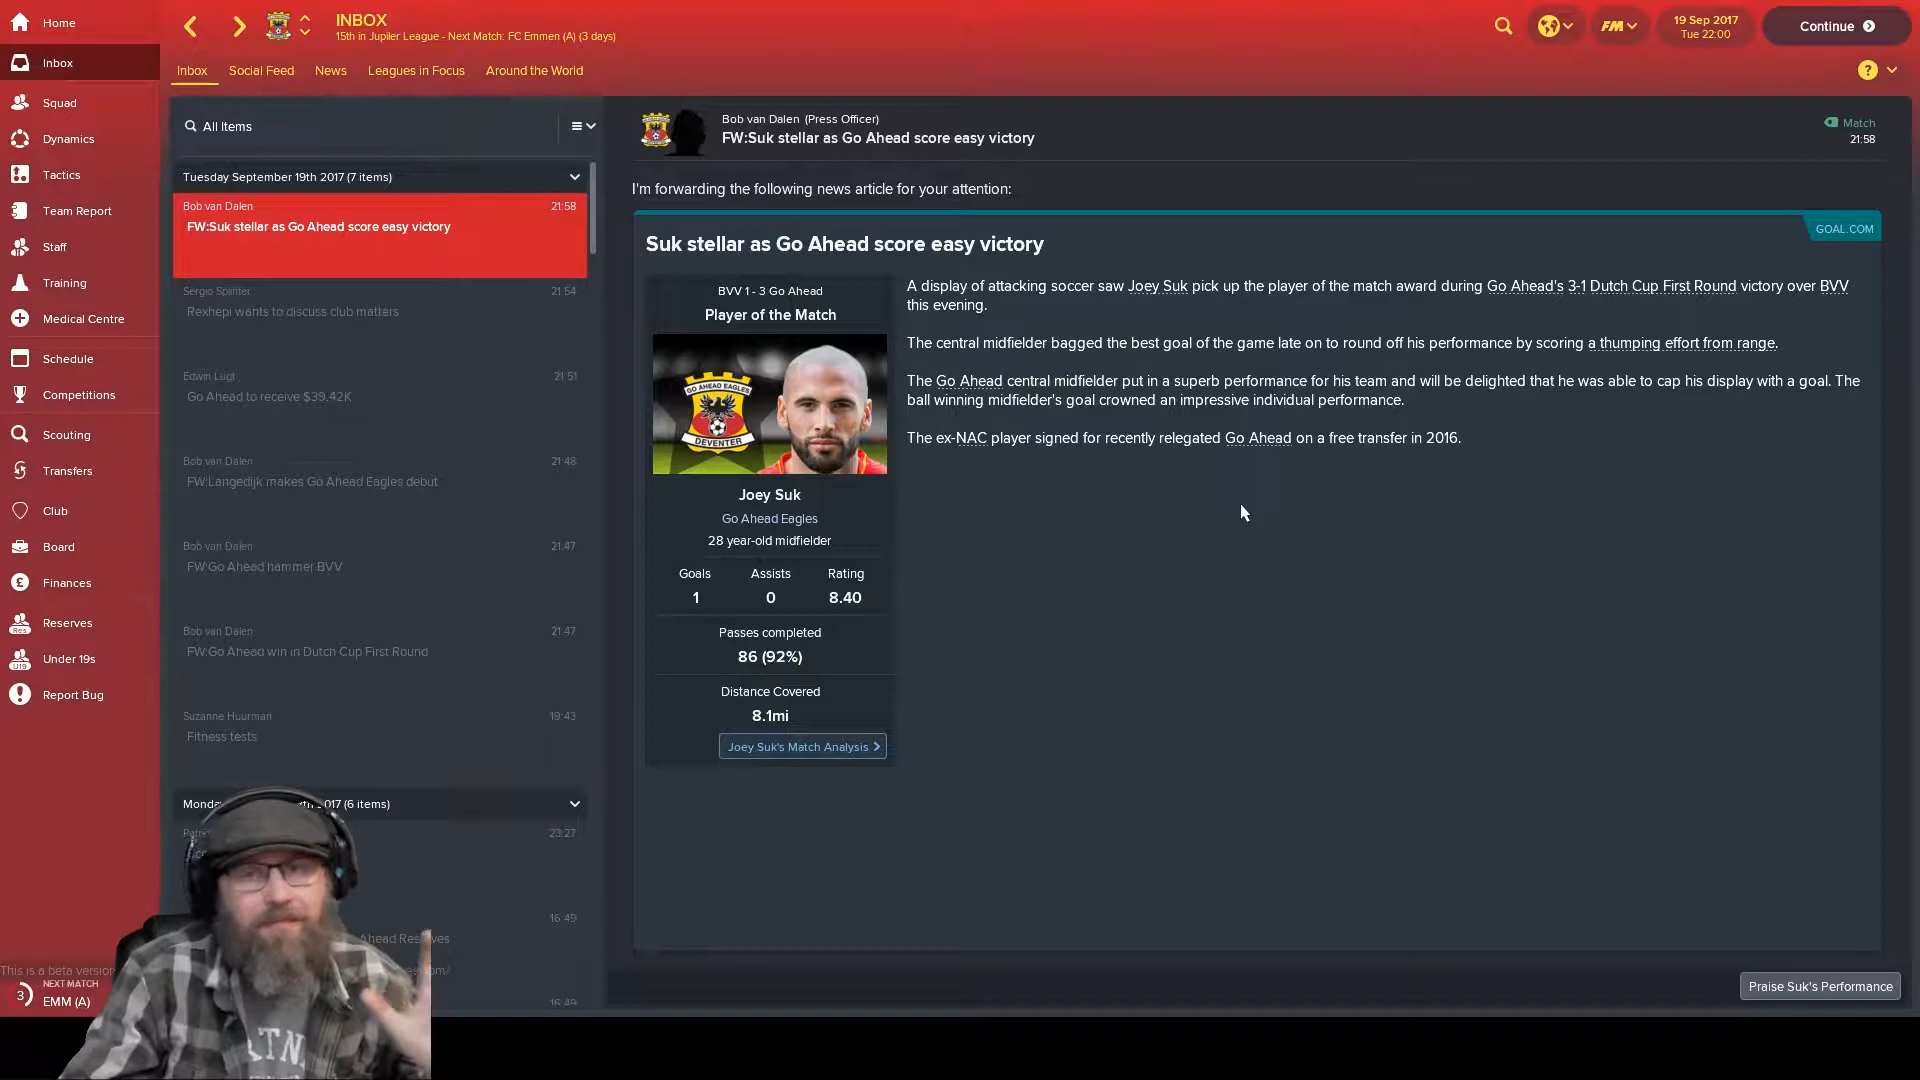 Home
INBOX
15th in Jupiler League - Next Match: FC Emmen (A) (3 days)
FM
19 Sep 2017
Tue 22:00
Continue
Inbox
Inbox
Social Feed
News
Leagues in Focus
Around the World
?
Squad
Dynamics
Tactics
Team Report
Staff
Training
Medical Centre
Schedule
Competitions
Scouting
Transfers
Club
Board
Finances
Res
Reserves
U19
Under 19s
Report Bug
This is a beta version
3
NEXT MATCH
EMM (A)
All Items
Tuesday September 19th 2017 (7 items)
Bob van Dalen
21:58
FW:Suk stellar as Go Ahead score easy victory
Sergio Splinter
21:54
Rexhepi wants to discuss club matters
Edwin Lugt
21:51
Go Ahead to receive $39.42K
Bob van Dalen
21:48
FW:Langedijk makes Go Ahead Eagles debut
Bob van Dalen
21:47
FW:Go Ahead hammer BVV
Bob van Dalen
21:47
FW:Go Ahead win in Dutch Cup First Round
Suzanne Huurman
19:43
Fitness tests
017 (6 items)
23:27
16:49
Ahead
16:49
Bob van Dalen (Press Officer)
FW:Suk stellar as Go Ahead score easy victory
Match
21:58
I'm forwarding the following news article for your attention:
GOAL.COM
Suk stellar as Go Ahead score easy victory
BVV 1 - 3 Go Ahead
Player of the Match
GO AHEAD EAGLES
DEVENTER
Joey Suk
Go Ahead Eagles
28 year-old midfielder
Goals Assists Rating
1 0 8.40
Passes completed
86 (92%)
Distance Covered
8.1mi
Joey Suk's Match Analysis
A display of attacking soccer saw Joey Suk pick up the player of the match award during Go Ahead's 3-1 Dutch Cup First Round victory over BVV
this evening.
The central midfielder bagged the best goal of the game late on to round off his performance by scoring a thumping effort from range.
The Go Ahead central midfielder put in a superb performance for his team and will be delighted that he was able to cap his display with a goal. The
ball winning midfielder's goal crowned an impressive individual performance.
The ex-NAC player signed for recently relegated Go Ahead on a free transfer in 2016.
Praise Suk's Performance